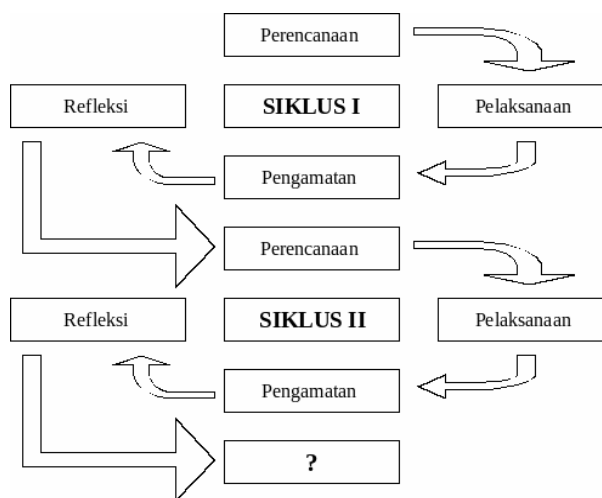 Perencanaan
Refleksi
SIKLUS I
Pelaksanaan
Pengamatan
Perencanaan
Refleksi
SIKLUS II
Pelaksanaan
Pengamatan
?